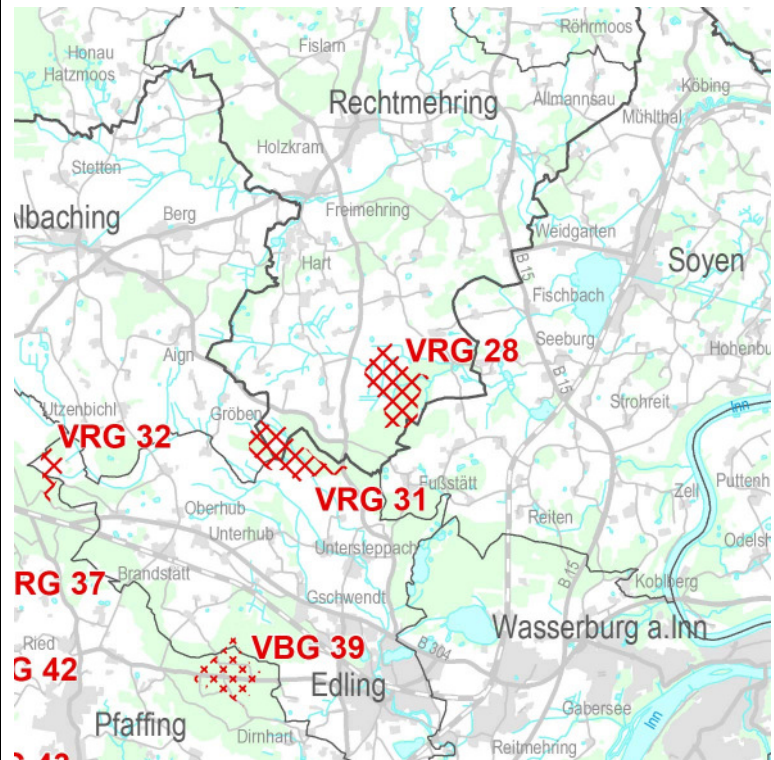 Röhrmoos
Fislarn
Honau
Hatzmoos
Köbing
Rechtmehring
Allmannsau
Mühlthal
Holzkram
Stetten
lbaching
Berg
Freimehring
Weidgarten
Hart
B 15
Soyen
Fischbach
Seeburg
Hohenbu
Aign
VRG 28
B 15
Strohreit
Inn
Utzenbichl
Gröben
VRG 32
Fußstätt
Zell
Puttenh
VRG 31
Oberhub
Reiten
Unterhub
Odelsh
Untersteppach
Brandstätt
B 15
Koblberg
RG 37
Gschwendt
Wasserburg a.Inn
Ried
VBG 39
B 304
G 42
Edling
Gabersee
Pfaffing
Inn
Dirnhart
Reitmehring